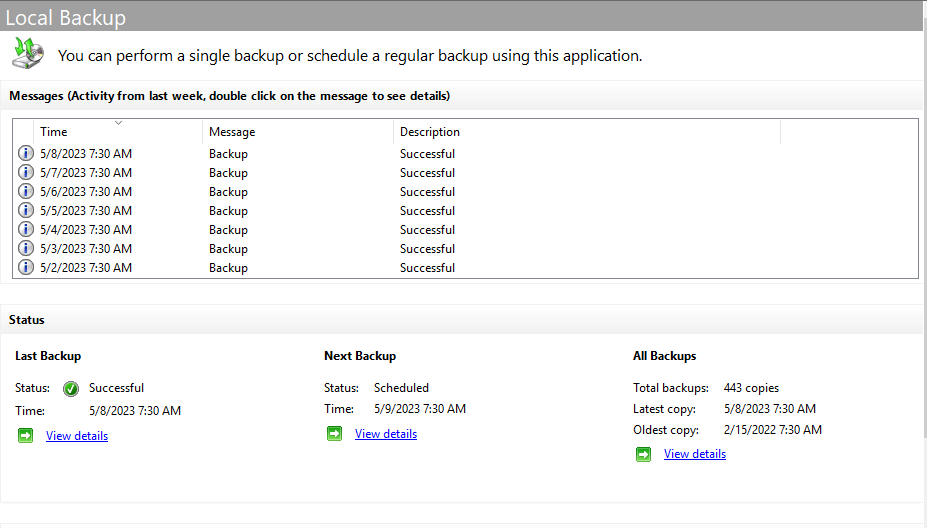 Local Backup
You can perform a single backup or schedule a regular backup using this application.
Messages (Activity from last week, double click on the message to see details)
Time Message Description
5/8/2023 7:30 AM Backup Successful
5/7/2023 7:30 AM Backup Successful
5/6/2023 7:30 AM Backup Successful
5/5/2023 7:30 AM Backup Successful
5/4/2023 7:30 AM Backup Successful
5/3/2023 7:30 AM Backup Successful
5/2/2023 7:30 AM Backup Successful
Status
Last Backup
Status: Successful
Time: 5/8/2023 7:30 AM
View details
Next Backup
Status: Scheduled
Time: 5/9/2023 7:30 AM
View details
All Backups
Total backups: 443 copies
Latest copy: 5/8/2023 7:30 AM
Oldest copy: 2/15/2022 7:30 AM
View details